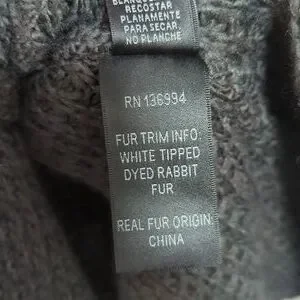 RECOSTAR
PLANAMENTE
PARA SECAR.
NO PLANCHE
RN 136994
FUR TRIM INFO:
WHITE TIPPED
DYED RABBIT
FUR
REAL FUR ORIGIN:
CHINA